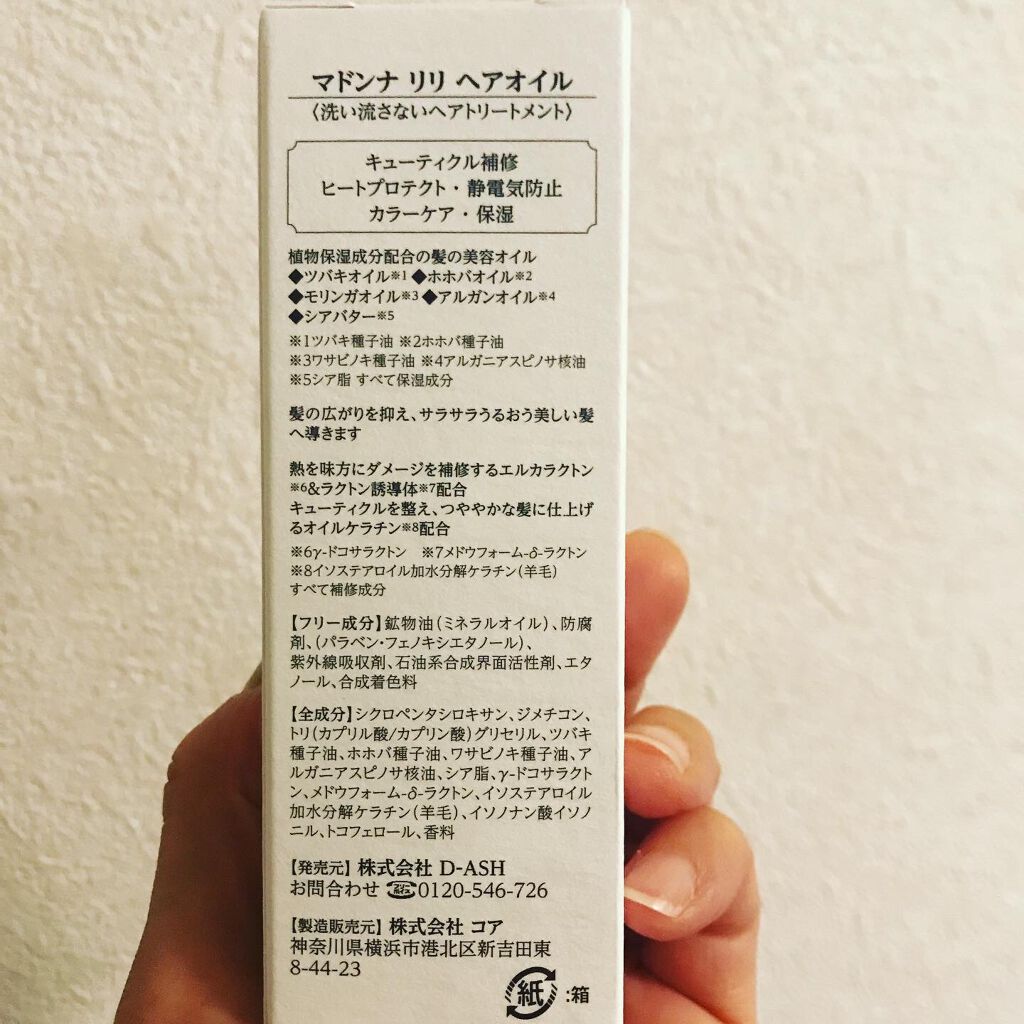 マドンナ リリ ヘアオイル
〈洗い流さないヘアトリートメント〉
キューティクル補修
ヒートプロテクト・静電気防止
カラーケア・保湿
植物保湿成分配合の髪の美容オイル
◆ツバキオイル※1 ◆ホホバオイル※2
◆モリンガオイル※3 ◆アルガンオイル※4
◆シアバター※5
※1ツバキ種子油 ※2ホホバ種子油
※3ワサビノキ種子油 ※4アルガニアスピノサ核油
※5シア脂 すべて保湿成分
髪の広がりを抑え、サラサラうるおう美しい髪
へ導きます
熱を味方にダメージを補修するエルカラクトン
※6&ラクトン誘導体※7配合
キューティクルを整え、つややかな髪に仕上げ
るオイルケラチン※8配合
※6γ-ドコサラクトン ※7メドウフォーム-δ-ラクトン
※8イソステアロイル加水分解ケラチン(羊毛)
すべて補修成分
【フリー成分】鉱物油(ミネラルオイル)、防腐
剤、(パラベン・フェノキシエタノール)、
紫外線吸収剤、石油系合成界面活性剤、エタ
ノール、合成着色料
【全成分】シクロペンタシロキサン、ジメチコン、
トリ(カプリル酸/カプリン酸)グリセリル、ツバキ
種子油、ホホバ種子油、ワサビノキ種子油、ア
ルガニアスピノサ核油、シア脂、γ-ドコサラクト
ン、メドウフォーム-δ-ラクトン、イソステアロイル
加水分解ケラチン(羊毛)、イソノナン酸イソノ
ニル、トコフェロール、香料
【発売元】株式会社 D-ASH
お問合わせ 0120-546-726
【製造販売元】株式会社 コア
神奈川県横浜市港北区新吉田東
8-44-23
紙 :箱